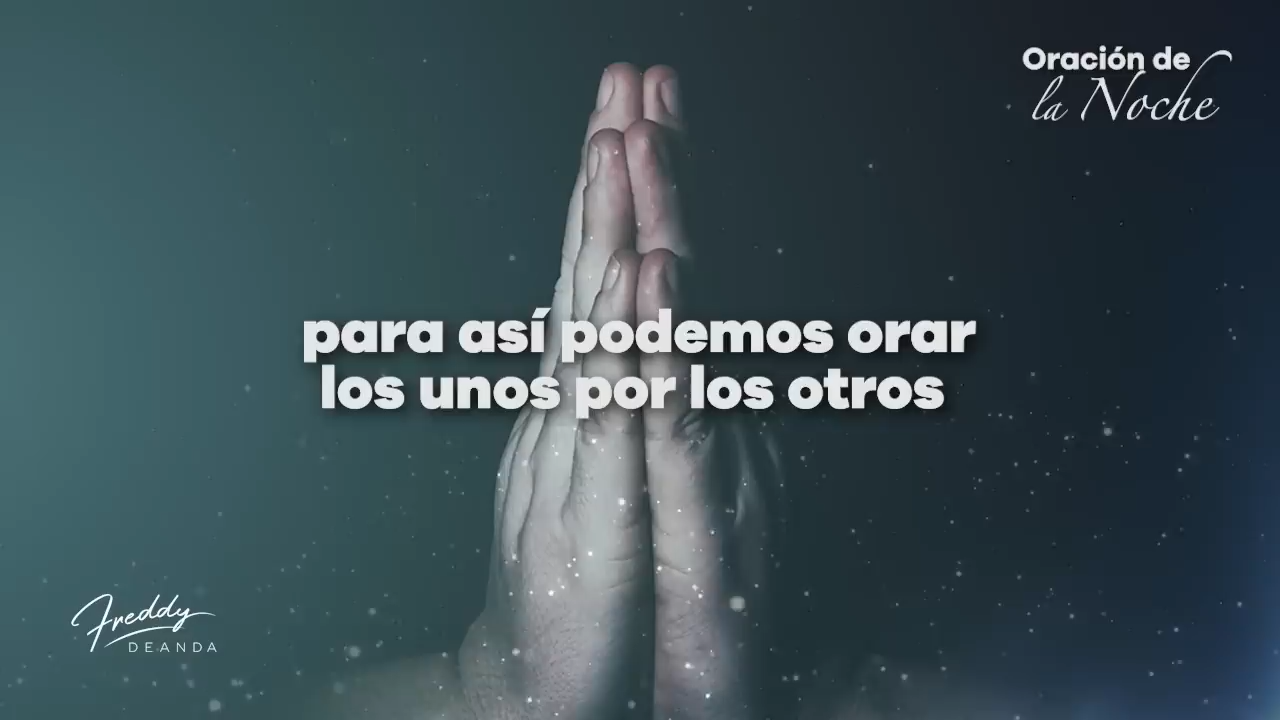 Oración de
la Noche
para así podemos orar
los unos por los otros
Freddy
DEANDA